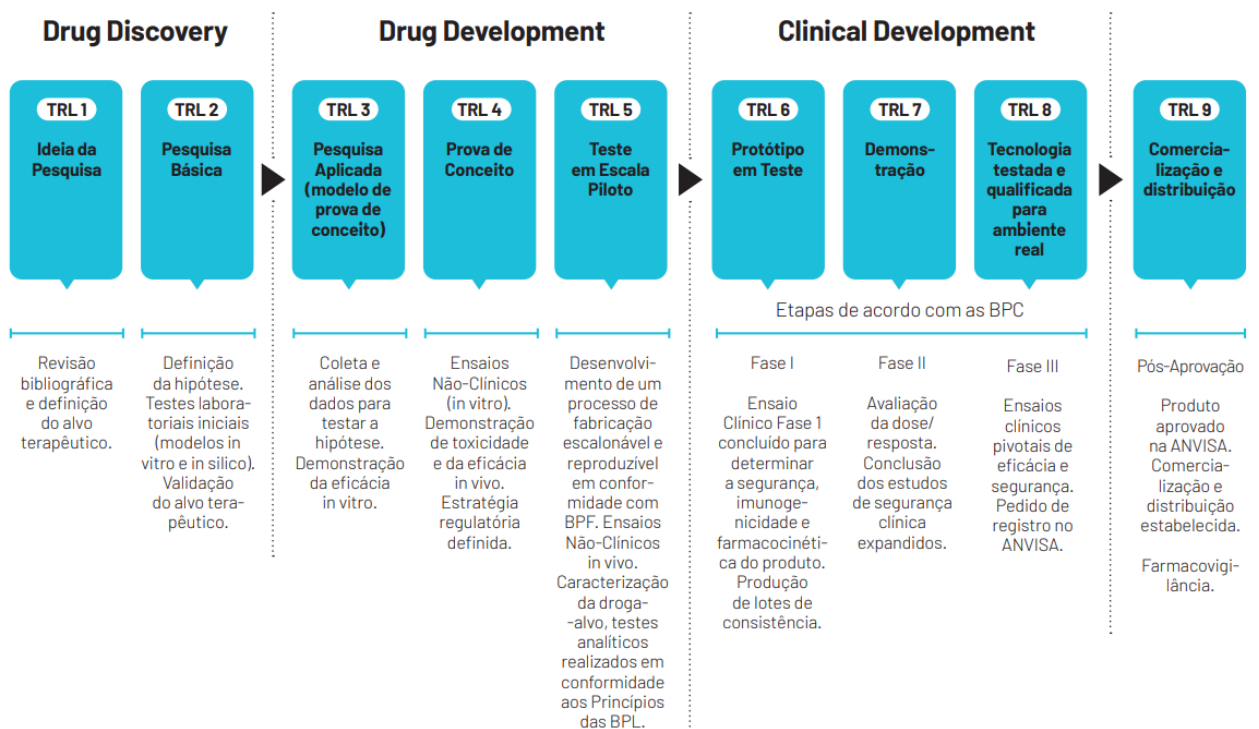 Drug Discovery
Drug Development
Clinical Development
TRL 1
Ideia da
Pesquisa
TRL 2
Pesquisa
Básica
TRL 3
Pesquisa
Aplicada
(modelo de
prova de
conceito)
TRL 4
Prova de
Conceito
TRL 5
Teste
em Escala
Piloto
TRL 6
Protótipo
em Teste
TRL 7
Demons-
tração
TRL 8
Tecnologia
testada e
qualificada
para
ambiente
real
TRL 9
Comercia-
lização e
distribuição
Etapas de acordo com as BPC
Revisão
bibliográfica
e definição
do alvo
terapêutico.
Definição
da hipótese.
Testes labora-
toriais iniciais
(modelos in
vitro e in silico).
Validação
do alvo tera-
pêutico.
Coleta e
análise dos
dados para
testar a
hipótese.
Demonstração
da eficácia
in vitro.
Ensaios
Não-Clínicos
(in vitro).
Demonstração
de toxicidade
e da eficácia
in vivo.
Estratégia
regulatória
definida.
Desenvolvi-
mento de um
processo de
fabricação
escalonável e
reproduzível
em confor-
midade com
BPF. Ensaios
Não-Clínicos
in vivo.
Caracterização
da droga-
-alvo, testes
analíticos
realizados em
conformidade
aos Princípios
das BPL.
Fase I
Ensaio
Clínico Fase 1
concluído para
determinar
a segurança,
imunoge-
nicidade e
farmacocinéti-
ca do produto.
Produção
de lotes de
consistência.
Fase II
Avaliação
da dose/
resposta.
Conclusão
dos estudos
de segurança
clínica
expandidos.
Fase III
Ensaios
clínicos
pivotais de
eficácia e
segurança.
Pedido de
registro no
ANVISA.
Pós-Aprovação
Produto
aprovado
na ANVISA.
Comercia-
lização e
distribuição
estabelecida.
Farmacovigi-
lância.